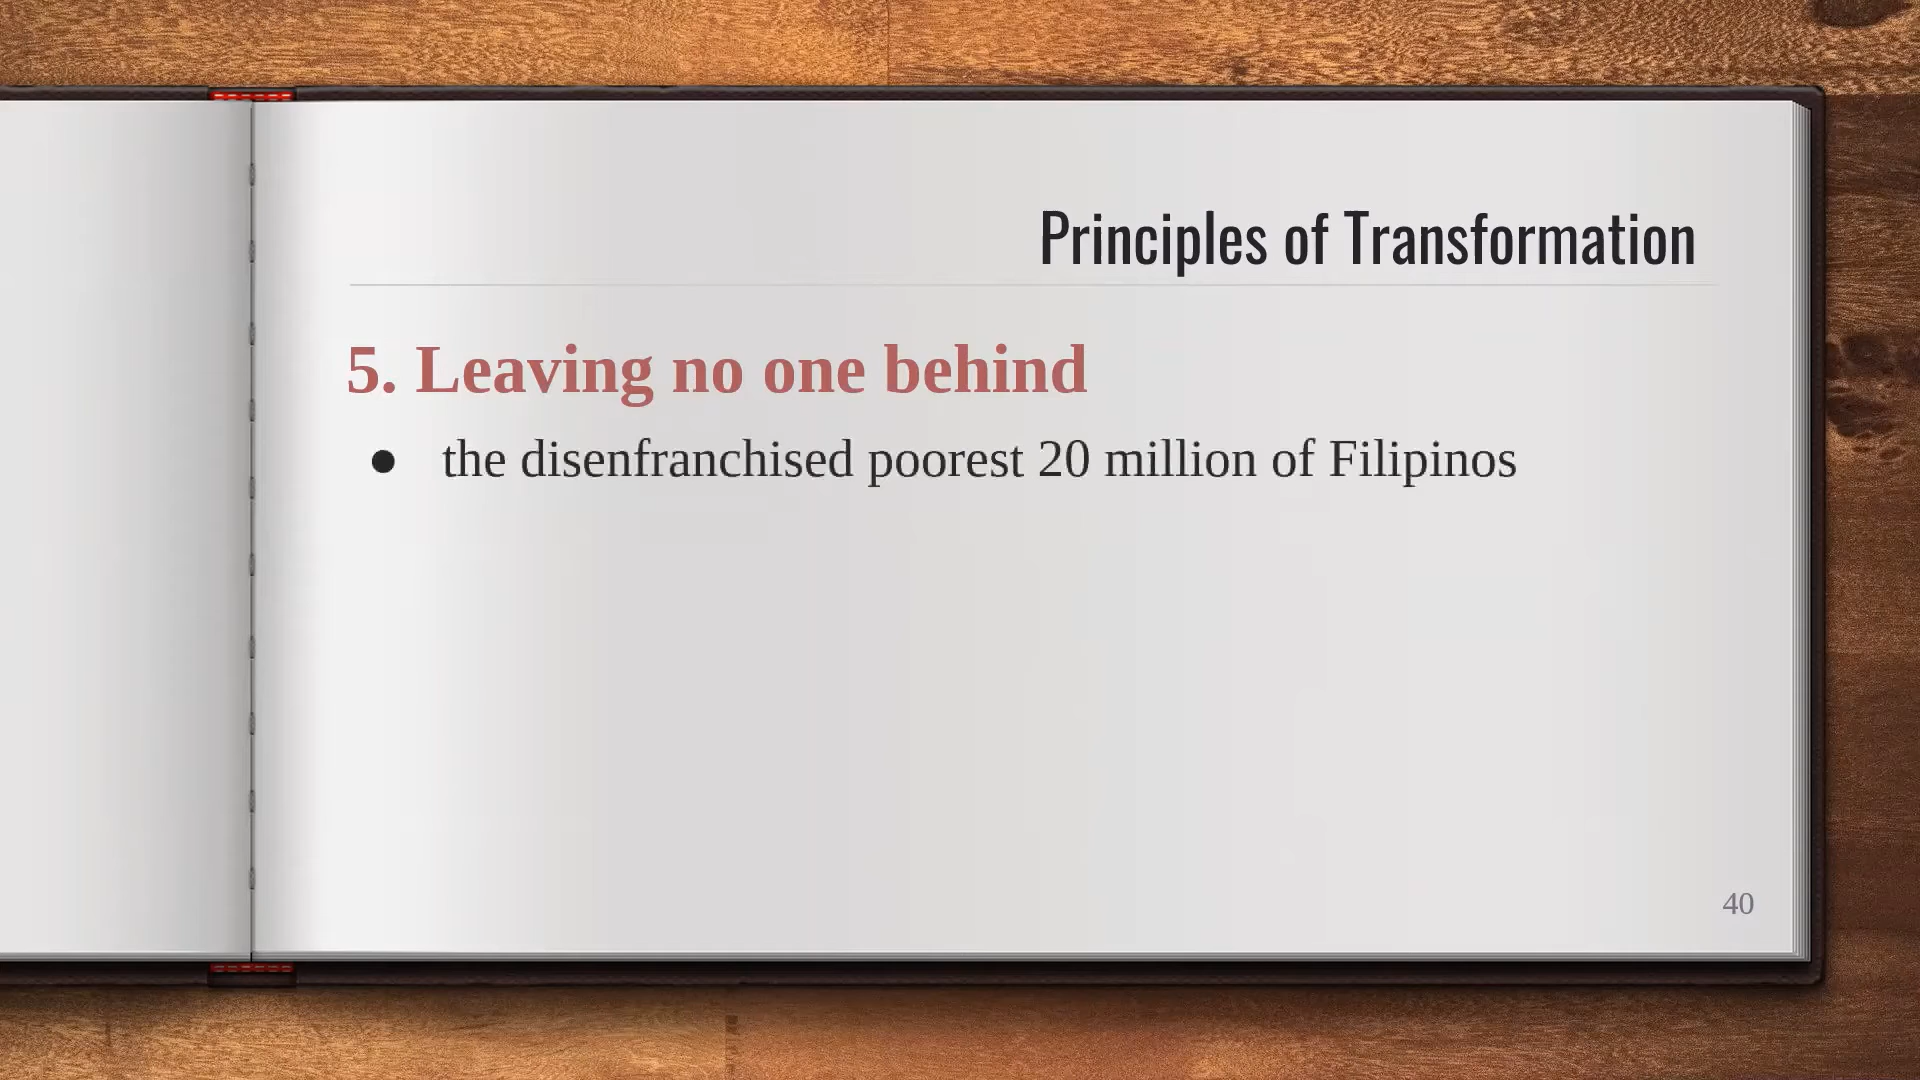 Principles of Transformation
5. Leaving no one behind
● the disenfranchised poorest 20 million of Filipinos
40